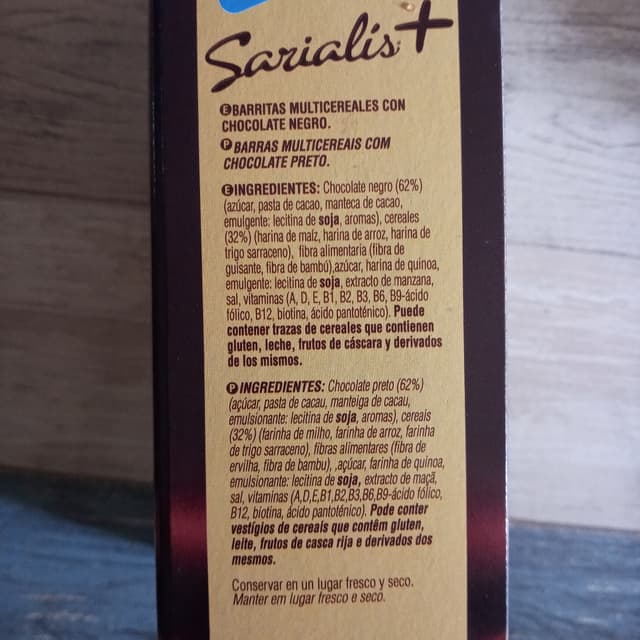 Sarialis+
E BARRITAS MULTICEREALES CON
CHOCOLATE NEGRO.
P BARRAS MULTICEREAIS COM
CHOCOLATE PRETO.
E INGREDIENTES: Chocolate negro (62%)
(azúcar, pasta de cacao, manteca de cacao,
emulgente: lecitina de soja, aromas), cereales
(32%) (harina de maíz, harina de arroz, harina de
trigo sarraceno), fibra alimentaria (fibra de
guisante, fibra de bambú),azúcar, harina de quinoa,
emulgente: lecitina de soja, extracto de manzana,
sal, vitaminas (A, D, E, B1, B2, B3, B6, B9-ácido
fólico, B12, biotina, ácido pantoténico). Puede
contener trazas de cereales que contienen
gluten, leche, frutos de cáscara y derivados
de los mismos.
P INGREDIENTES: Chocolate preto (62%)
(açúcar, pasta de cacau, manteiga de cacau,
emulsionante: lecitina de soja, aromas), cereais
(32%) (farinha de milho, farinha de arroz, farinha
de trigo sarraceno), fibras alimentares (fibra de
ervilha, fibra de bambu), ,açúcar, farinha de quínoa,
emulsionante: lecitina de soja, extracto de maçã,
sal, vitaminas (A,D,E,B1,B2,B3,B6,B9-ácido fólico,
B12, biotina, ácido pantoténico). Pode conter
vestígios de cereais que contêm gluten,
leite, frutos de casca rija e derivados dos
mesmos.
Conservar en un lugar fresco y seco.
Manter em lugar fresco e seco.